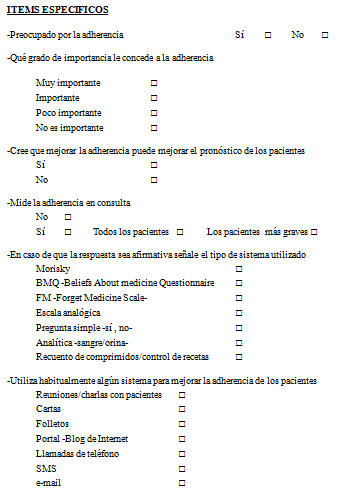 ITEMS ESPECIFICOS
-Preocupado por la adherencia Sí □ No □
-Qué grado de importancia le concede a la adherencia
Muy importante □
Importante □
Poco importante □
No es importante □
-Cree que mejorar la adherencia puede mejorar el pronóstico de los pacientes
Sí □
No □
-Mide la adherencia en consulta
No □
Sí □ Todos los pacientes □ Los pacientes más graves □
-En caso de que la respuesta sea afirmativa señale el tipo de sistema utilizado
Morisky □
BMQ -Beliefs About medicine Questionnaire □
FM -Forget Medicine Scale- □
Escala analógica □
Pregunta simple -sí , no- □
Analítica -sangre/orina- □
Recuento de comprimidos/control de recetas □
-Utiliza habitualmente algún sistema para mejorar la adherencia de los pacientes
Reuniones/charlas con pacientes □
Cartas □
Folletos □
Portal -Blog de Internet □
Llamadas de teléfono □
SMS □
e-mail □